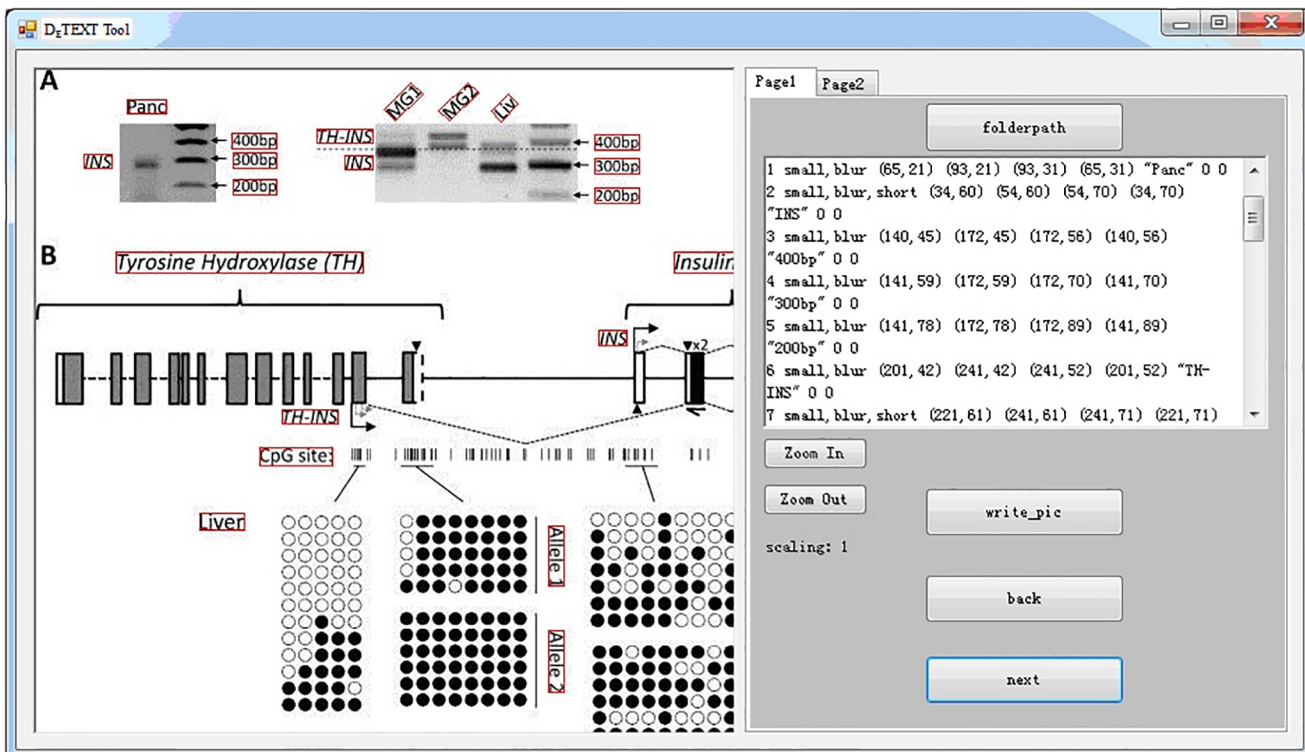 DETEXT Tool
A
Panc
400bp
INS
300bp
200bp
MG1
MG2
Liv
TH-INS
INS
400bp
300bp
200bp
B
Tyrosine Hydroxylase (TH)
Insulin
INS
x2
TH-INS
CpG site:
Liver
Allele 1
Allele 2
Page1
Page2
folderpath
1 small,blur (65,21) (93,21) (93,31) (65,31) "Panc" 0 0
2 small,blur,short (34,60) (54,60) (54,70) (34,70)
"INS" 0 0
3 small,blur (140,45) (172,45) (172,56) (140,56)
"400bp" 0 0
4 small,blur (141,59) (172,59) (172,70) (141,70)
"300bp" 0 0
5 small,blur (141,78) (172,78) (172,89) (141,89)
"200bp" 0 0
6 small,blur (201,42) (241,42) (241,52) (201,52) "TH-
INS" 0 0
7 small,blur,short (221,61) (241,61) (241,71) (221,71)
Zoom In
Zoom Out
scaling: 1
write_pic
back
next